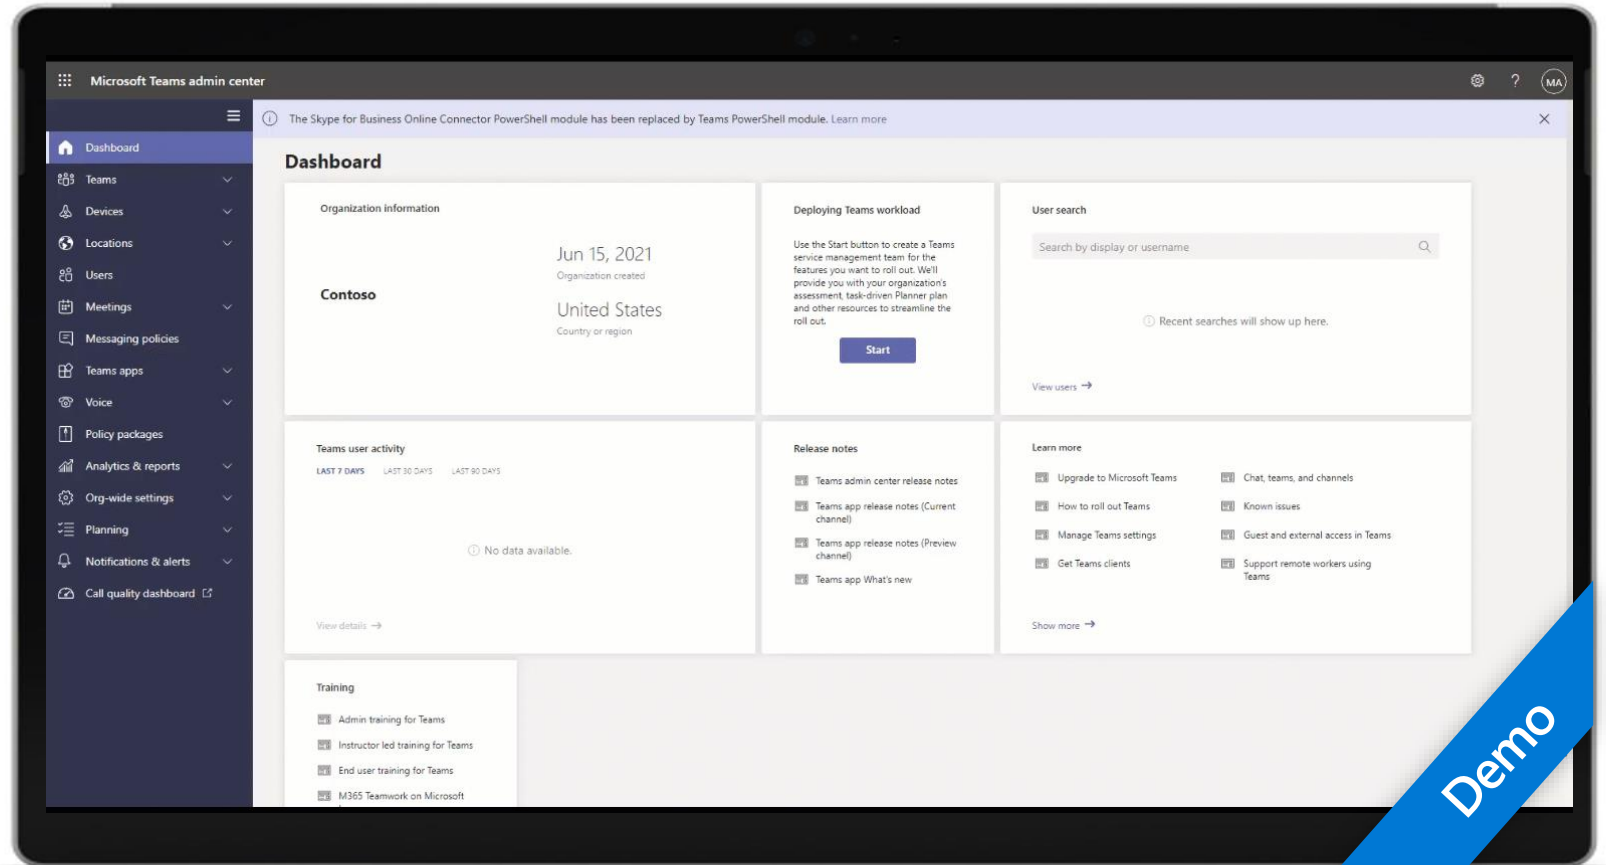 Microsoft Teams admin center
?
MA
The Skype for Business Online Connector PowerShell module has been replaced by Teams PowerShell module. Learn more
Dashboard
Teams
Devices
Locations
Users
Meetings
Messaging policies
Teams apps
Voice
Policy packages
Analytics & reports
Org-wide settings
Planning
Notifications & alerts
Call quality dashboard
Dashboard
Organization information
Contoso
Jun 15, 2021
Organization created
United States
Country or region
Deploying Teams workload
Use the Start button to create a Teams
service management team for the
features you want to roll out. We'll
provide you with your organization's
assessment, task-driven Planner plan
and other resources to streamline the
roll out.
Start
User search
Search by display or username
Recent searches will show up here.
View users
Teams user activity
LAST 7 DAYS LAST 30 DAYS LAST 90 DAYS
No data available.
View details
Release notes
Teams admin center release notes
Teams app release notes (Current
channel)
Teams app release notes (Preview
channel)
Teams app What's new
Learn more
Upgrade to Microsoft Teams
How to roll out Teams
Manage Teams settings
Get Teams clients
Chat, teams, and channels
Known issues
Guest and external access in Teams
Support remote workers using
Teams
Show more
Training
Admin training for Teams
Instructor led training for Teams
End user training for Teams
M365 Teamwork on Microsoft
Demo